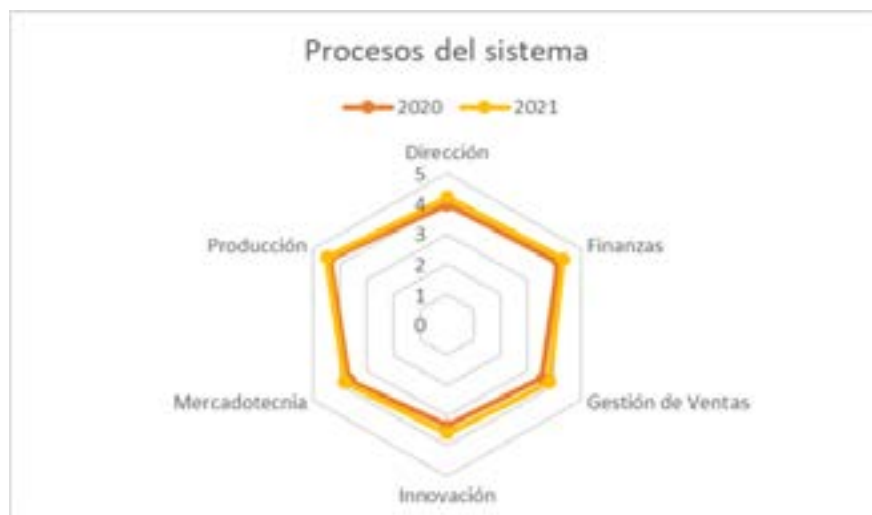 Procesos del sistema
2020 2021
Dirección
5
4
3
2
1
0
Producción
Finanzas
Mercadotecnia
Gestión de Ventas
Innovación